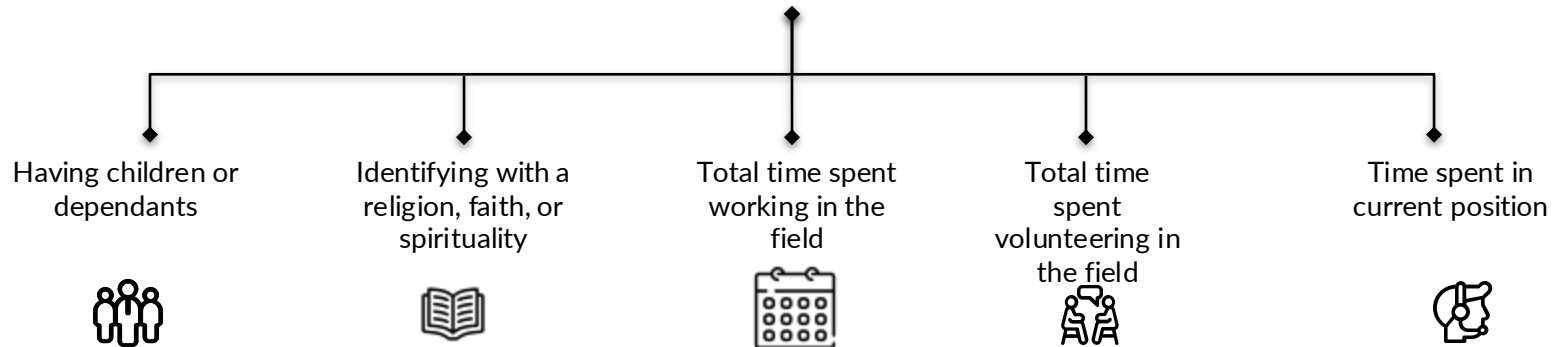 Having children or
dependants
Identifying with a
religion, faith, or
spirituality
Total time spent
working in the
field
Total time
spent
volunteering in
the field
Time spent in
current position